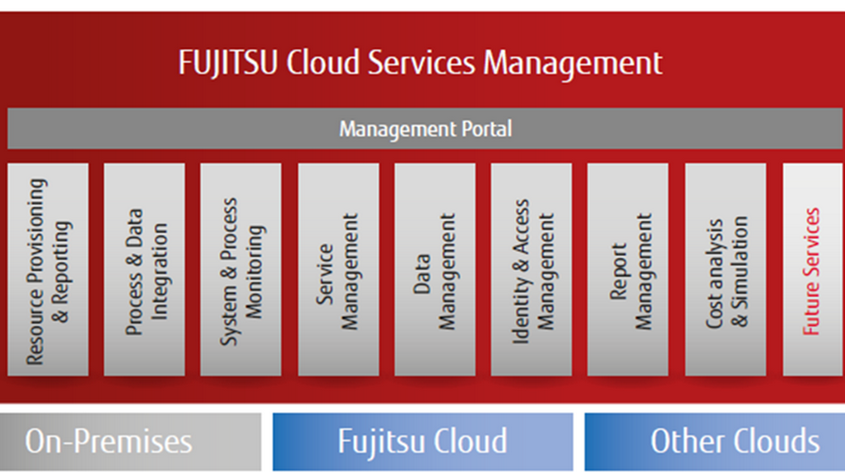 FUJITSU Cloud Services Management
Management Portal
Resource Provisioning
& Reporting
Process & Data
Integration
System & Process
Monitoring
Service
Management
Data
Management
Identity & Access
Management
Report
Management
Cost analysis
& Simulation
Future Services
On-Premises
Fujitsu Cloud
Other Clouds